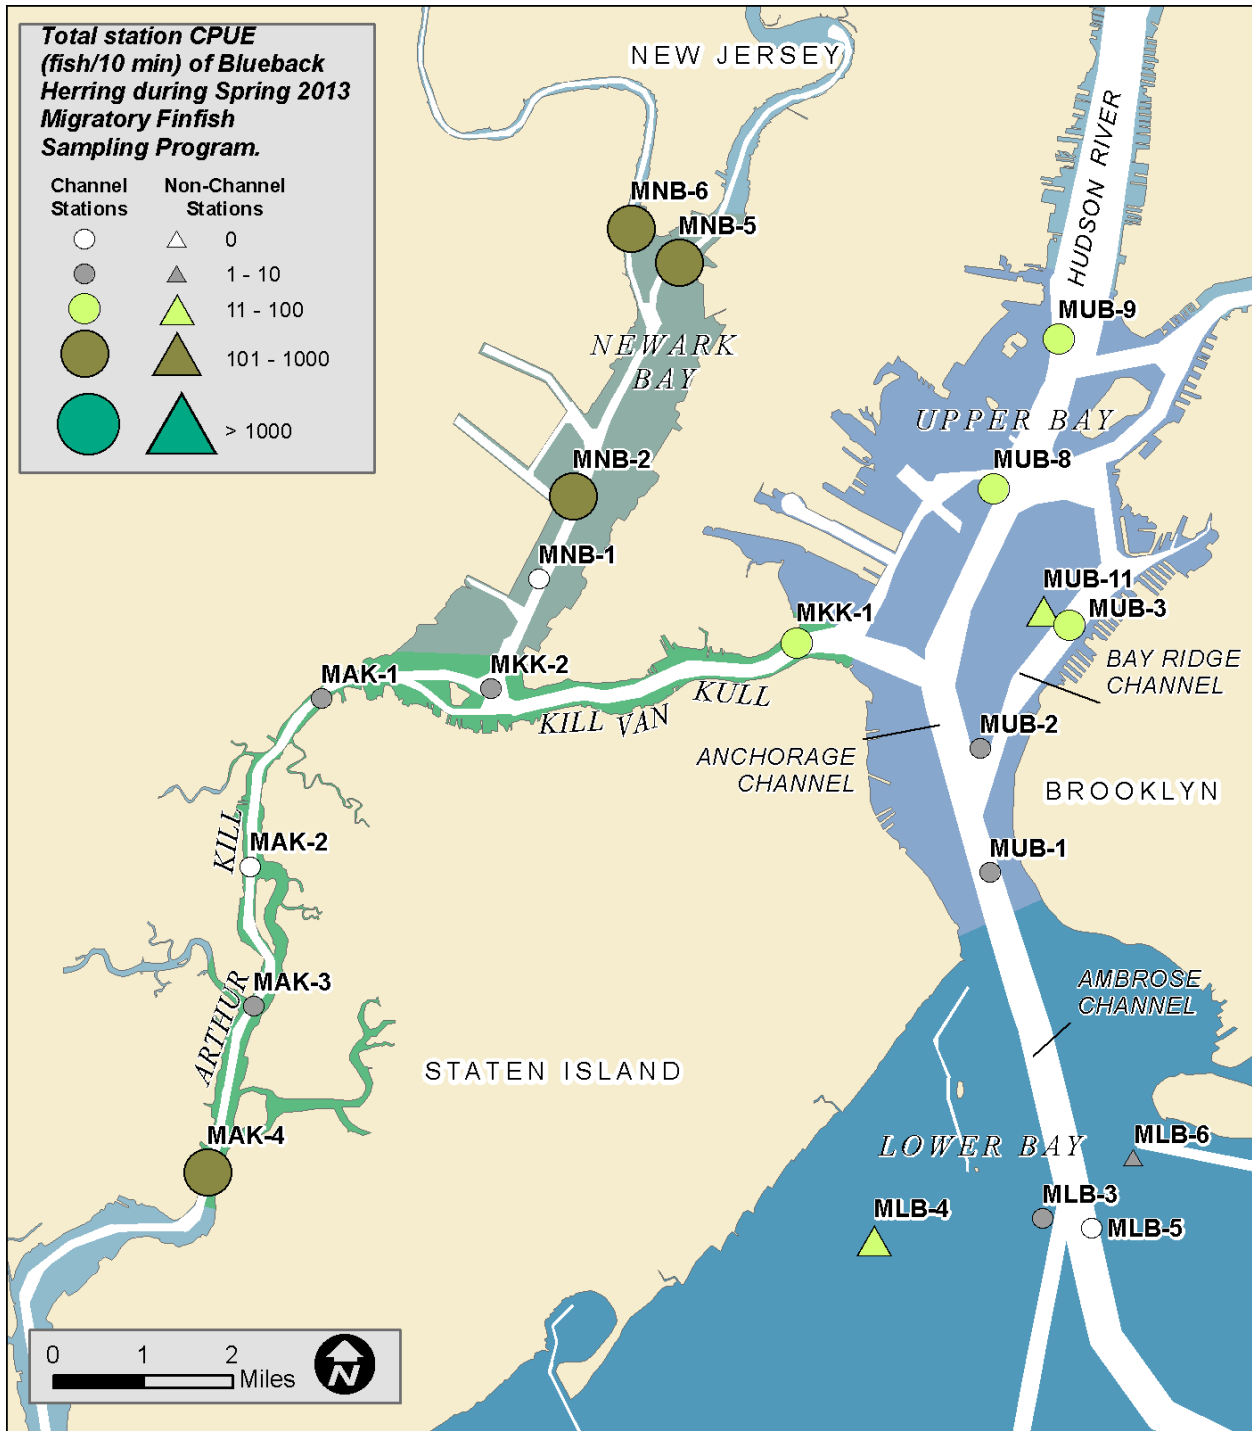 Total station CPUE
(fish/10 min) of Blueback
Herring during Spring 2013
Migratory Finfish
Sampling Program.
Channel Stations
Non-Channel Stations
0
1 - 10
11 - 100
101 - 1000
> 1000
NEW JERSEY
HUDSON RIVER
MNB-6
MNB-5
MUB-9
NEWARK
BAY
UPPER BAY
MNB-2
MUB-8
MNB-1
MUB-11
MUB-3
MKK-1
BAY RIDGE
CHANNEL
MAK-1
MKK-2
KILL VAN KULL
MUB-2
ANCHORAGE
CHANNEL
BROOKLYN
MAK-2
MUB-1
ARTHUR KILL
MAK-3
AMBROSE
CHANNEL
STATEN ISLAND
MAK-4
LOWER BAY
MLB-6
MLB-4
MLB-3
MLB-5
0 1 2
Miles
N